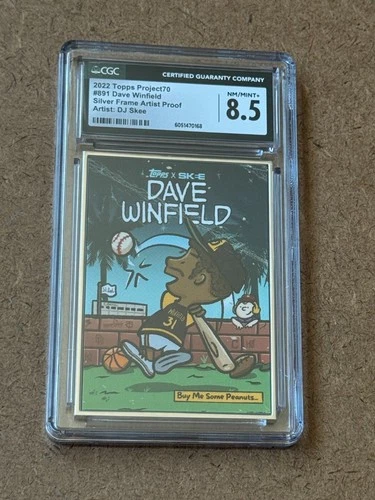 CGC
CERTIFIED GUARANTY COMPANY
2022 Topps Project70
#891 Dave Winfield
Silver Frame Artist Proof
Artist: DJ Skee
NM/MINT+
8.5
6051470168
Topps x SKEE
DAVE
WINFIELD
31
Buy Me Some Peanuts...